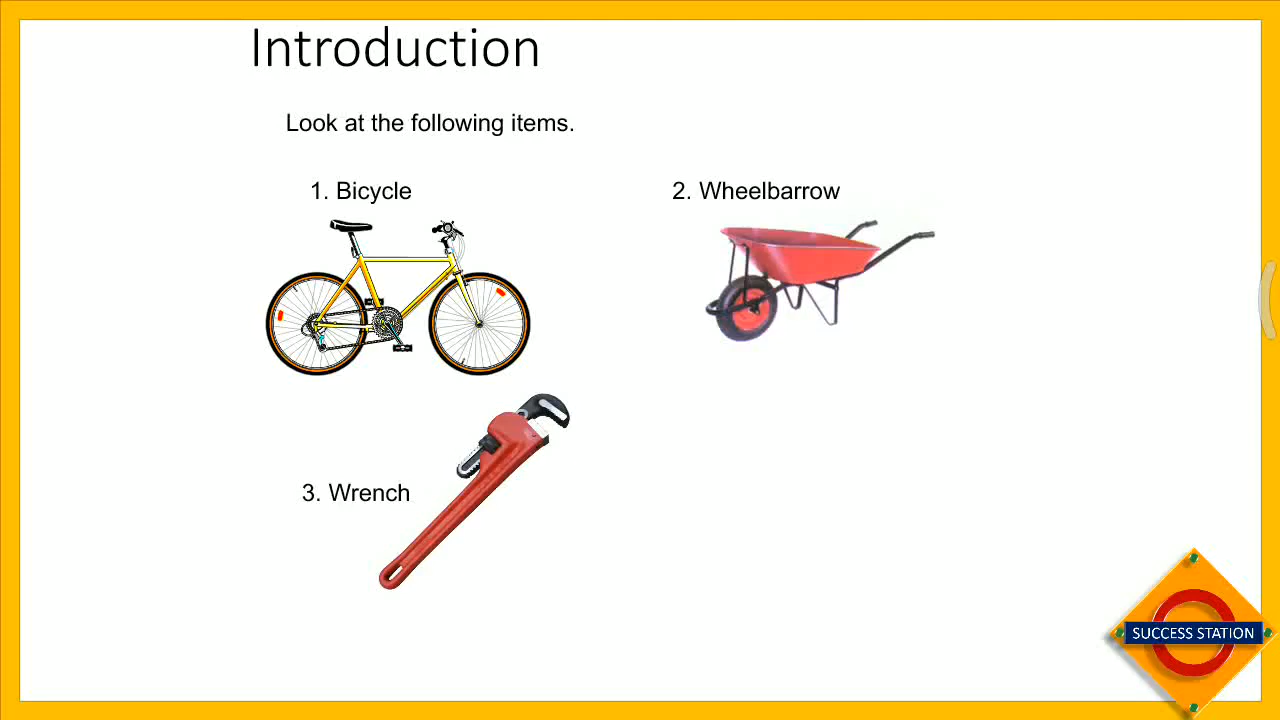 Introduction
Look at the following items.
1. Bicycle
2. Wheelbarrow
3. Wrench
SUCCESS STATION